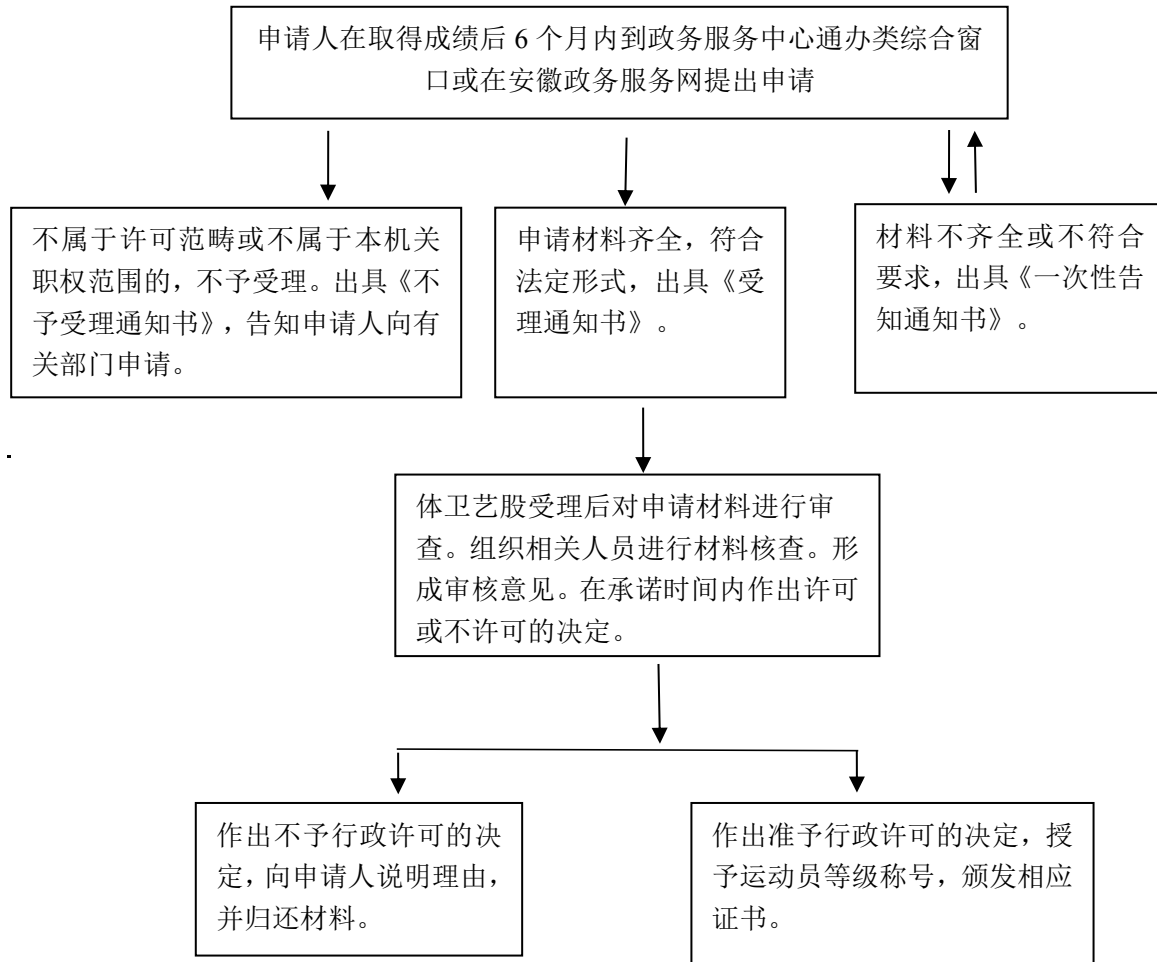 申请人在取得成绩后 6 个月内到政务服务中心通办类综合窗
口或在安徽政务服务网提出申请
不属于许可范畴或不属于本机关
职权范围的，不予受理。出具《不
予受理通知书》，告知申请人向有
关部门申请。
申请材料齐全，符合
法定形式，出具《受
理通知书》。
材料不齐全或不符合
要求，出具《一次性告
知通知书》。
体卫艺股受理后对申请材料进行审
查。组织相关人员进行材料核查。形
成审核意见。在承诺时间内作出许可
或不许可的决定。
作出不予行政许可的决
定，向申请人说明理由，
并归还材料。
作出准予行政许可的决定，授
予运动员等级称号，颁发相应
证书。